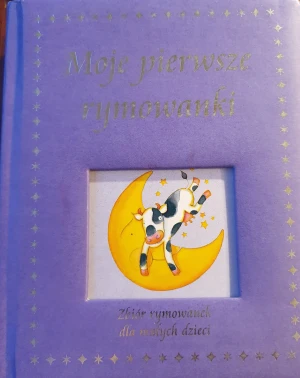 Moje pierwsze
rymowanki
Zbiór rymowanek
dla małych dzieci